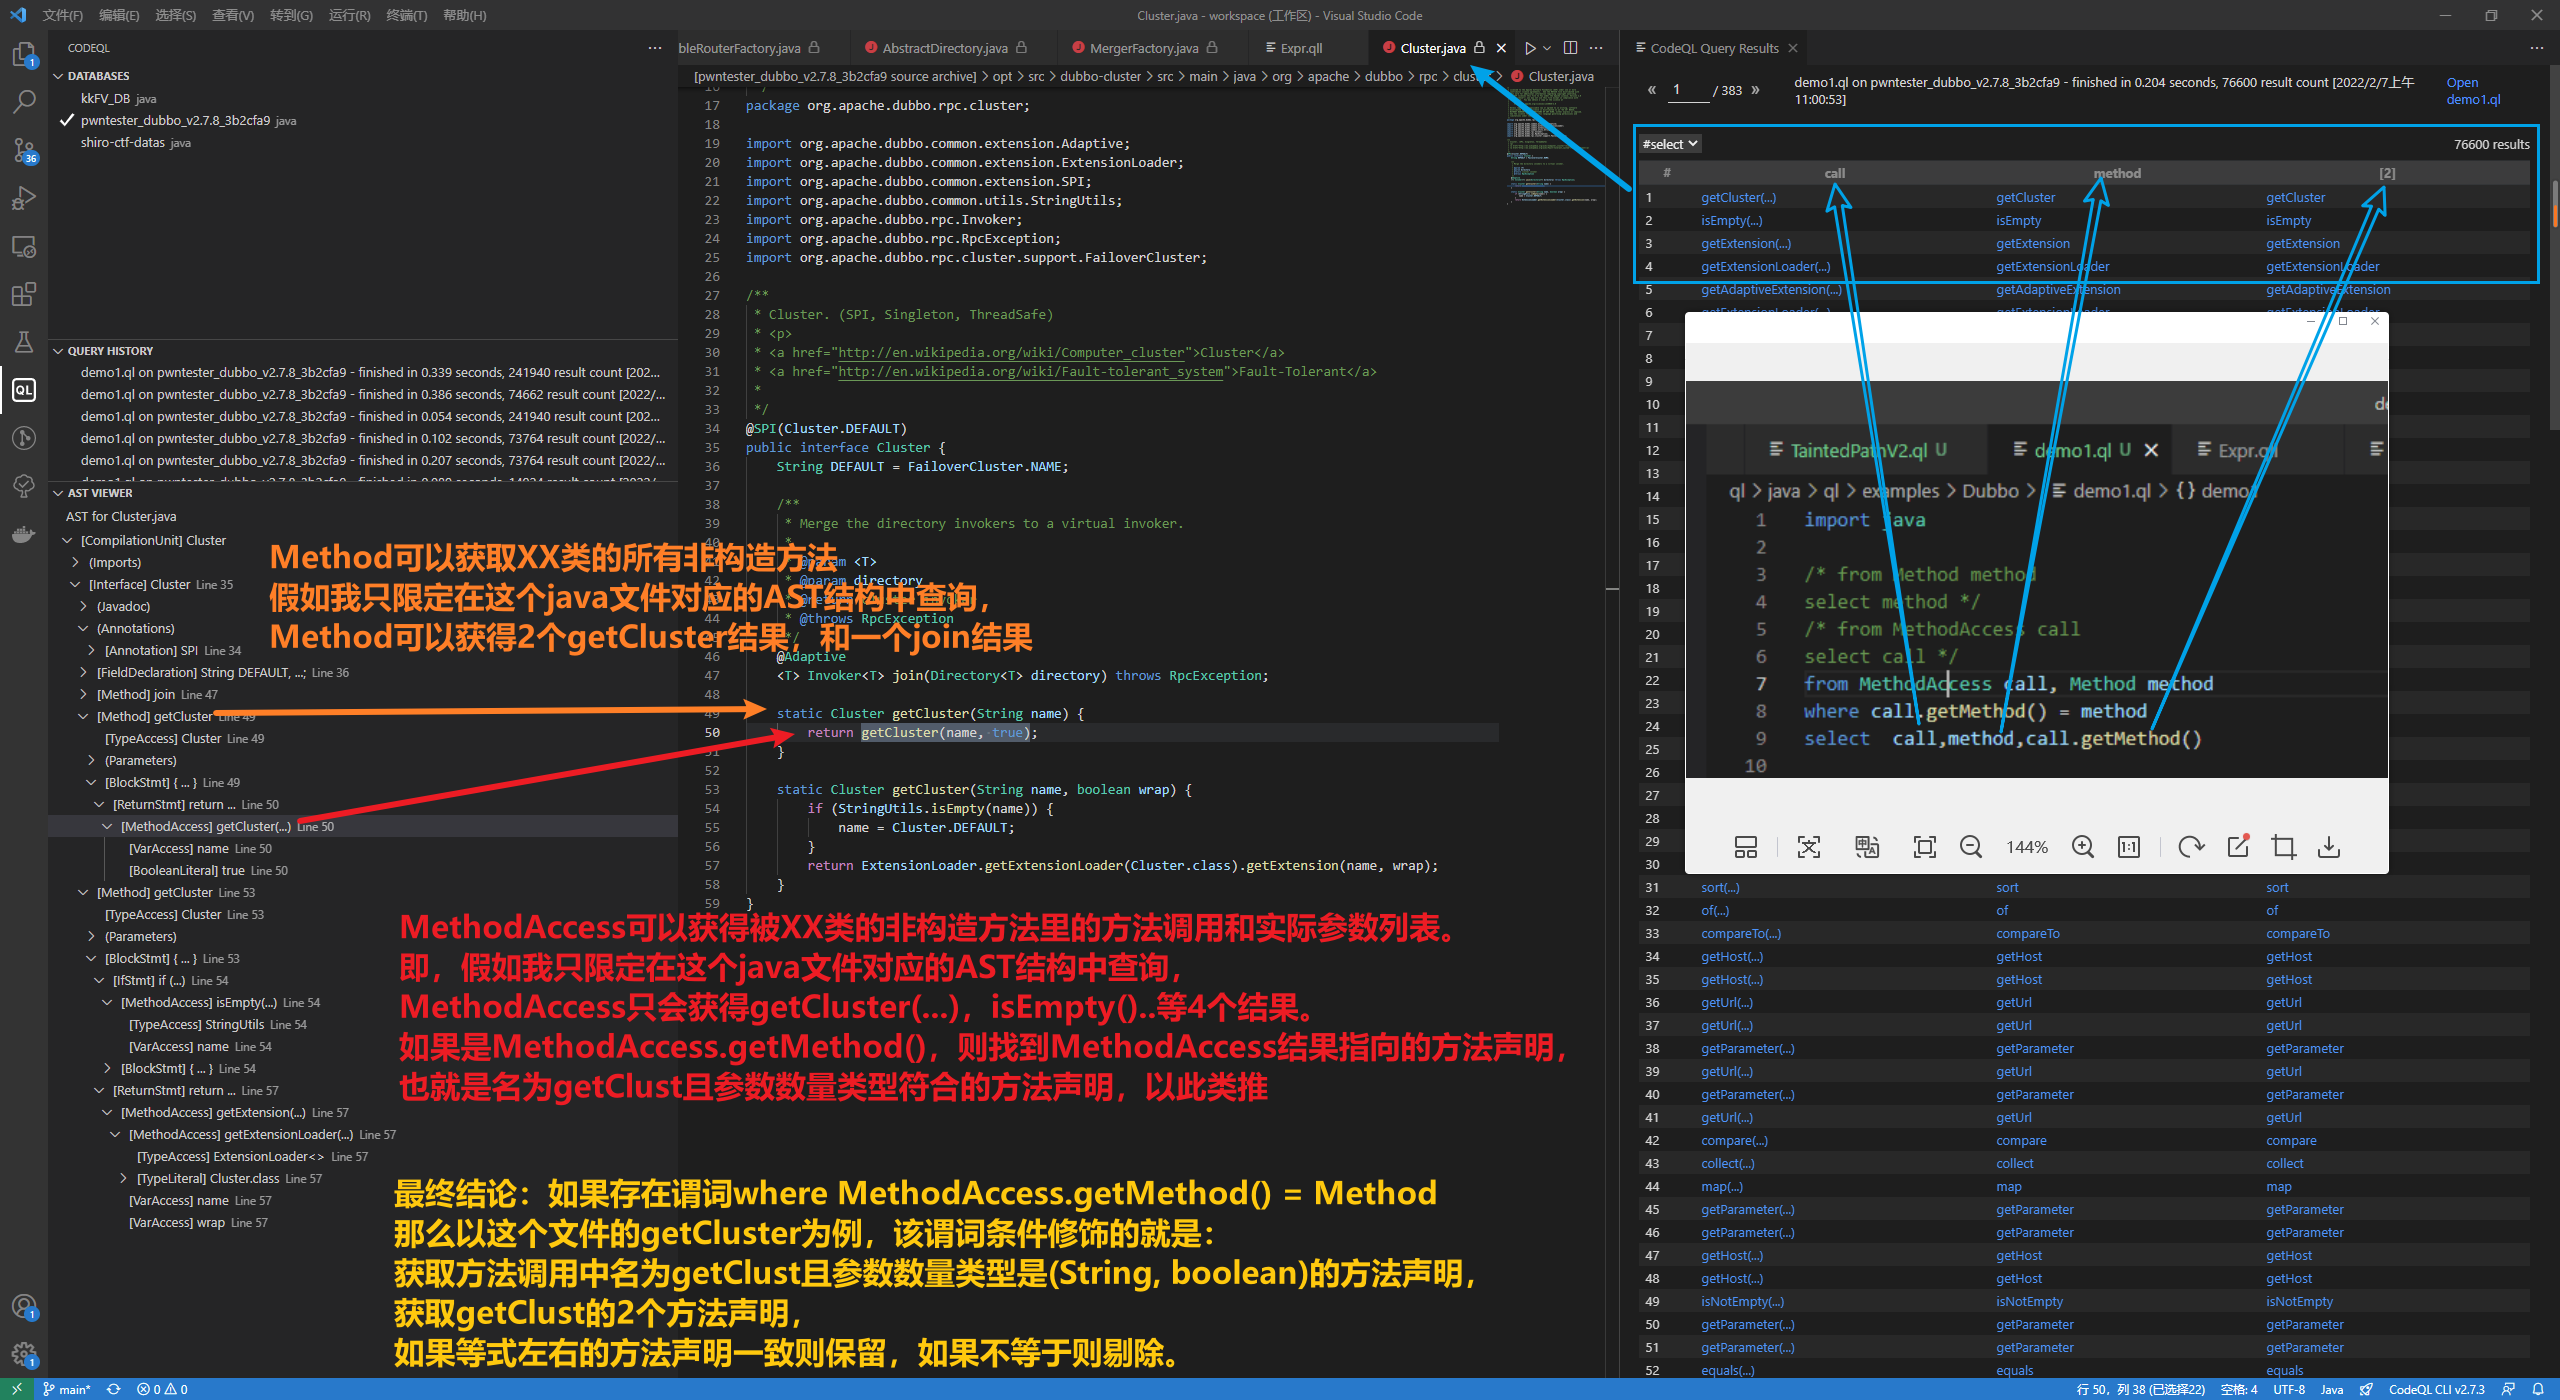 文件(F) 编辑(E) 选择(S) 查看(V) 转到(G) 运行(R) 终端(T) 帮助(H)
Cluster.java - workspace (工作区) - Visual Studio Code
CODEQL
DATABASES
kkFV_DB java
pwntester_dubbo_v2.7.8_3b2cfa9 java
shiro-ctf-datas java
QUERY HISTORY
demo1.ql on pwntester_dubbo_v2.7.8_3b2cfa9 - finished in 0.339 seconds, 241940 result count [202...
demo1.ql on pwntester_dubbo_v2.7.8_3b2cfa9 - finished in 0.386 seconds, 74662 result count [2022/...
demo1.ql on pwntester_dubbo_v2.7.8_3b2cfa9 - finished in 0.054 seconds, 241940 result count [202...
demo1.ql on pwntester_dubbo_v2.7.8_3b2cfa9 - finished in 0.102 seconds, 73764 result count [2022/...
demo1.ql on pwntester_dubbo_v2.7.8_3b2cfa9 - finished in 0.207 seconds, 73764 result count [2022/...
AST VIEWER
AST for Cluster.java
[CompilationUnit] Cluster
(Imports)
[Interface] Cluster Line 35
(Javadoc)
(Annotations)
[Annotation] SPI Line 34
[FieldDeclaration] String DEFAULT, ...; Line 36
[Method] join Line 47
[Method] getCluster Line 49
[TypeAccess] Cluster Line 49
(Parameters)
[BlockStmt] { ... } Line 49
[ReturnStmt] return ... Line 50
[MethodAccess] getCluster(...) Line 50
[VarAccess] name Line 50
[BooleanLiteral] true Line 50
[Method] getCluster Line 53
[TypeAccess] Cluster Line 53
(Parameters)
[BlockStmt] { ... } Line 53
[IfStmt] if (...) Line 54
[MethodAccess] isEmpty(...) Line 54
[TypeAccess] StringUtils Line 54
[VarAccess] name Line 54
[BlockStmt] { ... } Line 54
[ReturnStmt] return ... Line 57
[MethodAccess] getExtension(...) Line 57
[MethodAccess] getExtensionLoader(...) Line 57
[TypeAccess] ExtensionLoader<> Line 57
[TypeLiteral] Cluster.class Line 57
[VarAccess] name Line 57
[VarAccess] wrap Line 57
bleRouterFactory.java AbstractDirectory.java MergerFactory.java Expr.qll Cluster.java
[pwntester_dubbo_v2.7.8_3b2cfa9 source archive] > opt > src > dubbo-cluster > src > main > java > org > apache > dubbo > rpc > clus > Cluster.java
17 package org.apache.dubbo.rpc.cluster;
18
19 import org.apache.dubbo.common.extension.Adaptive;
20 import org.apache.dubbo.common.extension.ExtensionLoader;
21 import org.apache.dubbo.common.extension.SPI;
22 import org.apache.dubbo.common.utils.StringUtils;
23 import org.apache.dubbo.rpc.Invoker;
24 import org.apache.dubbo.rpc.RpcException;
25 import org.apache.dubbo.rpc.cluster.support.FailoverCluster;
26
27 /**
28 * Cluster. (SPI, Singleton, ThreadSafe)
29 * <p>
30 * <a href="http://en.wikipedia.org/wiki/Computer_cluster">Cluster</a>
31 * <a href="http://en.wikipedia.org/wiki/Fault-tolerant_system">Fault-Tolerant</a>
32 *
33 */
34 @SPI(Cluster.DEFAULT)
35 public interface Cluster {
36 String DEFAULT = FailoverCluster.NAME;
37
38 /**
39 * Merge the directory invokers to a virtual invoker.
40 *
* @param <T>
42 * @param directory
44 * @throws RpcException
*/
46 @Adaptive
47 <T> Invoker<T> join(Directory<T> directory) throws RpcException;
48
49 static Cluster getCluster(String name) {
50 return getCluster(name, true);
51 }
52
53 static Cluster getCluster(String name, boolean wrap) {
54 if (StringUtils.isEmpty(name)) {
55 name = Cluster.DEFAULT;
56 }
57 return ExtensionLoader.getExtensionLoader(Cluster.class).getExtension(name, wrap);
58 }
59 }
Method可以获取XX类的所有非构造方法
假如我只限定在这个java文件对应的AST结构中查询，
Method可以获得2个getCluster结果，和一个join结果
MethodAccess可以获得被XX类的非构造方法里的方法调用和实际参数列表。
即，假如我只限定在这个java文件对应的AST结构中查询，
MethodAccess只会获得getCluster(...)，isEmpty()..等4个结果。
如果是MethodAccess.getMethod()，则找到MethodAccess结果指向的方法声明，
也就是名为getClust且参数数量类型符合的方法声明，以此类推
最终结论：如果存在谓词where MethodAccess.getMethod() = Method
那么以这个文件的getCluster为例，该谓词条件修饰的就是：
获取方法调用中名为getClust且参数数量类型是(String, boolean)的方法声明，
获取getClust的2个方法声明，
如果等式左右的方法声明一致则保留，如果不等于则剔除。
CodeQL Query Results
« 1 / 383 »
demo1.ql on pwntester_dubbo_v2.7.8_3b2cfa9 - finished in 0.204 seconds, 76600 result count [2022/2/7上午
11:00:53]
Open
demo1.ql
#select 76600 results
# call method [2]
1 getCluster(...) getCluster getCluster
2 isEmpty(...) isEmpty isEmpty
3 getExtension(...) getExtension getExtension
4 getExtensionLoader(...) getExtensionLoader getExtensionLoader
5 getAdaptiveExtension(...) getAdaptiveExtension getAdaptiveExtension
6
7
8
9
10
11
12
13
14
15
16
17
18
19
20
21
22
23
24
25
26
27
28
29
30
TaintedPathV2.ql U demo1.ql U Expr.qll
ql > java > ql > examples > Dubbo > demo1.ql > {} demo1
1 import java
2
3 /* from Method method
4 select method */
5 /* from MethodAccess call
6 select call */
7 from MethodAccess call, Method method
8 where call.getMethod() = method
9 select call,method,call.getMethod()
10
144% 1:1
31 sort(...) sort sort
32 of(...) of of
33 compareTo(...) compareTo compareTo
34 getHost(...) getHost getHost
35 getHost(...) getHost getHost
36 getUrl(...) getUrl getUrl
37 getUrl(...) getUrl getUrl
38 getParameter(...) getParameter getParameter
39 getUrl(...) getUrl getUrl
40 getParameter(...) getParameter getParameter
41 getUrl(...) getUrl getUrl
42 compare(...) compare compare
43 collect(...) collect collect
44 map(...) map map
45 getParameter(...) getParameter getParameter
46 getParameter(...) getParameter getParameter
47 getHost(...) getHost getHost
48 getHost(...) getHost getHost
49 isNotEmpty(...) isNotEmpty isNotEmpty
50 getParameter(...) getParameter getParameter
51 getParameter(...) getParameter getParameter
52 equals(...) equals equals
main* 0 0
行 50，列 38 (已选择22) 空格: 4 UTF-8 Java CodeQL CLI v2.7.3